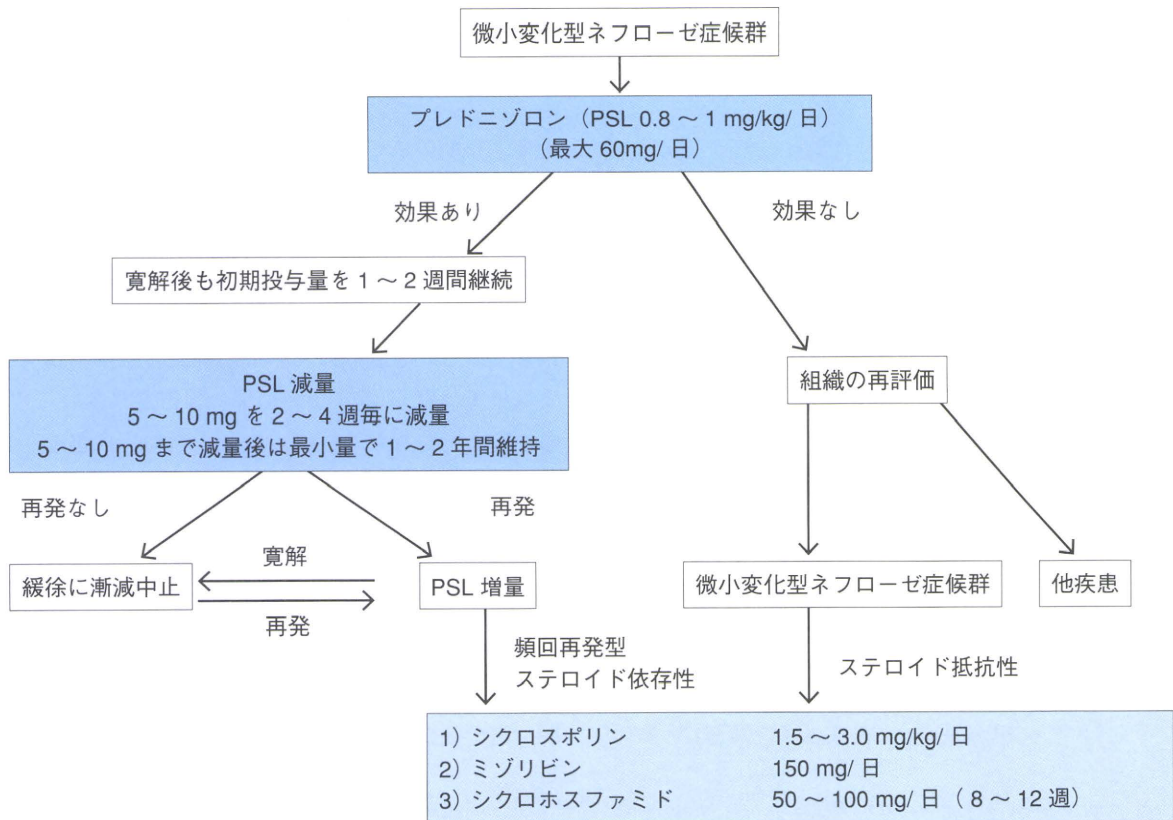 微小変化型ネフローゼ症候群
プレドニゾロン（PSL 0.8 〜 1 mg/kg/ 日）
（最大 60mg/ 日）
効果あり
効果なし
寛解後も初期投与量を 1 〜 2 週間継続
PSL 減量
5 〜 10 mg を 2 〜 4 週毎に減量
5 〜 10 mg まで減量後は最小量で 1 〜 2 年間維持
組織の再評価
再発なし
再発
緩徐に漸減中止
寛解
再発
PSL 増量
微小変化型ネフローゼ症候群
他疾患
頻回再発型
ステロイド依存性
ステロイド抵抗性
1）シクロスポリン 1.5 〜 3.0 mg/kg/ 日
2）ミゾリビン 150 mg/ 日
3）シクロホスファミド 50 〜 100 mg/ 日（ 8 〜 12 週）